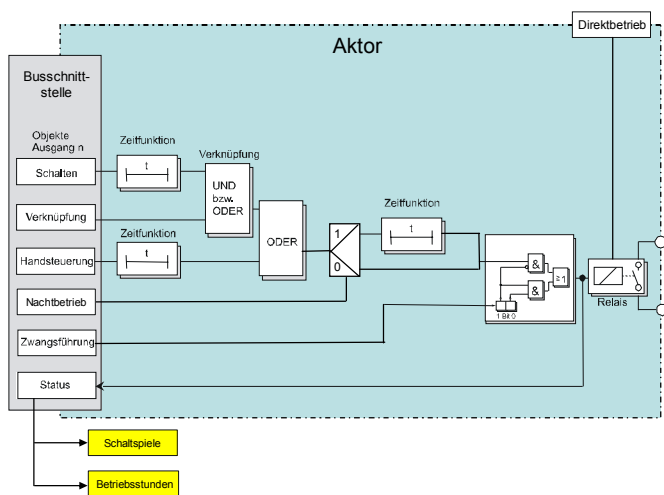 Direktbetrieb
Aktor
Busschnitt-
stelle
Objekte
Ausgang n
Zeitfunktion
Verknüpfung
Schalten
t
UND
bzw.
ODER
Verknüpfung
Zeitfunktion
ODER
1
0
Zeitfunktion
t
Handsteuerung
t
&
≥1
&
1 Bit 0
Relais
Nachtbetrieb
Zwangsführung
Status
Schaltspiele
Betriebsstunden